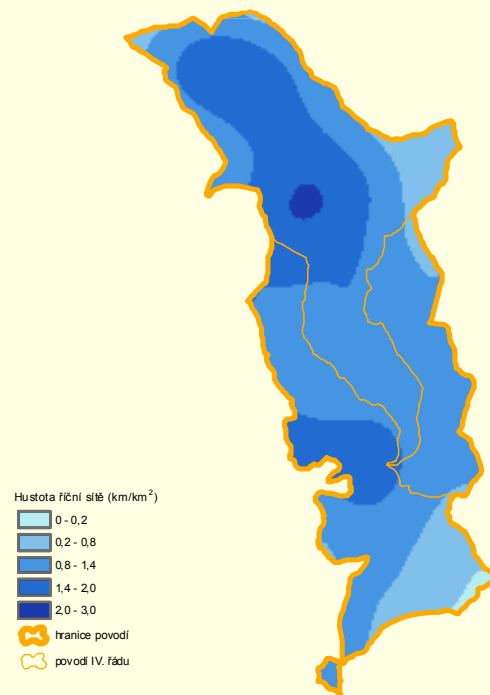 Hustota říční sítě (km/km²)
0 - 0,2
0,2 - 0,8
0,8 - 1,4
1,4 - 2,0
2,0 - 3,0
hranice povodí
povodí IV. řádu